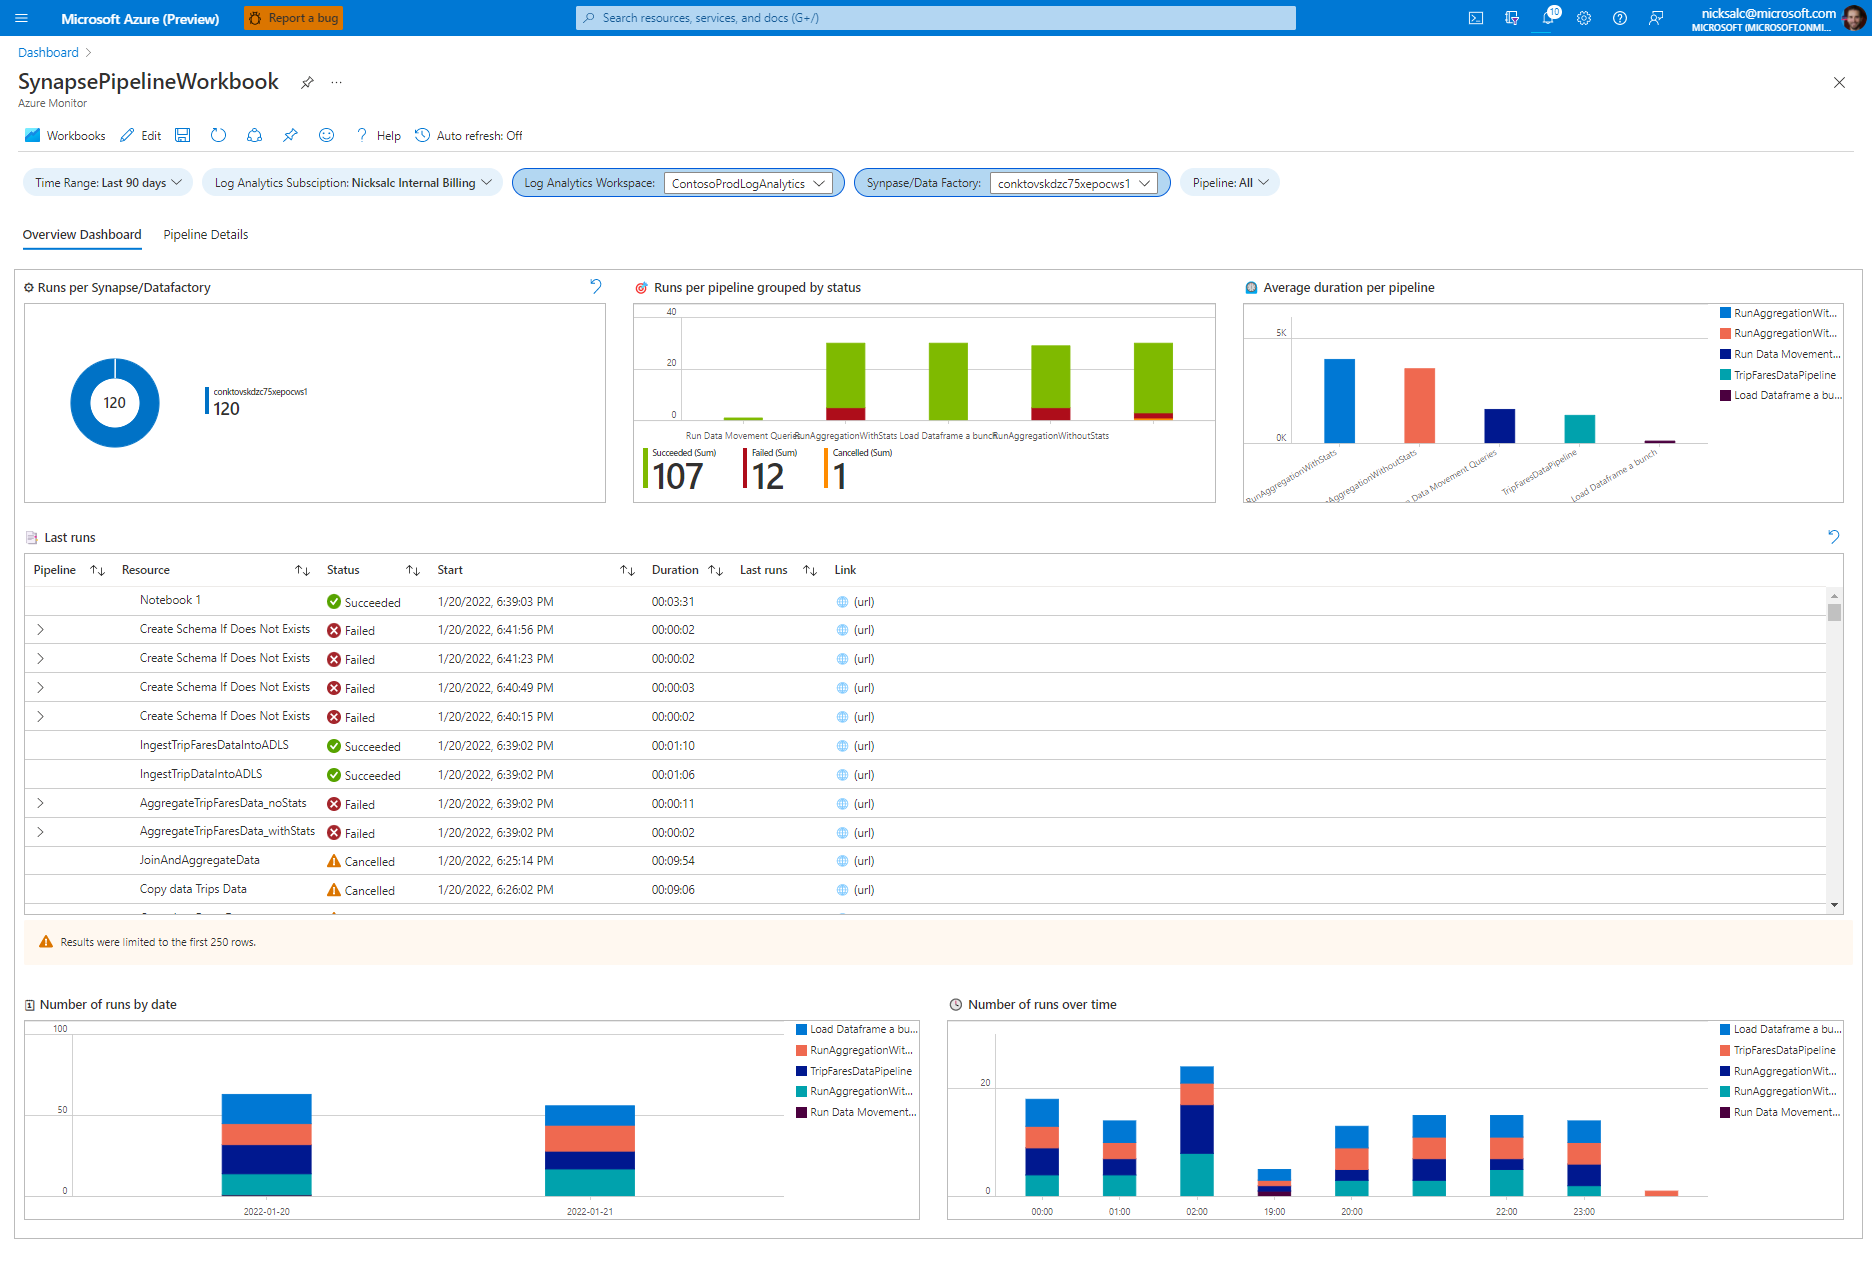 Microsoft Azure (Preview)
Report a bug
Search resources, services, and docs (G+/)
10
nicksalc@microsoft.com
MICROSOFT (MICROSOFT.ONMI...
Dashboard
SynapsePipelineWorkbook
...
Azure Monitor
Workbooks
Edit
Help
Auto refresh: Off
Time Range: Last 90 days
Log Analytics Subsciption: Nicksalc Internal Billing
Log Analytics Workspace: ContosoProdLogAnalytics
Synpase/Data Factory: conktovskdzc75xepocws1
Pipeline: All
Overview Dashboard
Pipeline Details
Runs per Synapse/Datafactory
120
conktovskdzc75xepocws1
120
Runs per pipeline grouped by status
40
20
0
Run Data Movement Queries
RunAggregationWithStats
Load Dataframe a bunch
RunAggregationWithoutStats
Succeeded (Sum)
107
Failed (Sum)
12
Cancelled (Sum)
1
Average duration per pipeline
5K
0K
RunAggregationWithStats
AggregationWithoutStats
Data Movement Queries
TripFaresDataPipeline
Load Dataframe a bunch
RunAggregationWit...
RunAggregationWit...
Run Data Movement...
TripFaresDataPipeline
Load Dataframe a bu...
Last runs
Pipeline Resource Status Start Duration Last runs Link
Notebook 1 Succeeded 1/20/2022, 6:39:03 PM 00:03:31 (url)
Create Schema If Does Not Exists Failed 1/20/2022, 6:41:56 PM 00:00:02 (url)
Create Schema If Does Not Exists Failed 1/20/2022, 6:41:23 PM 00:00:02 (url)
Create Schema If Does Not Exists Failed 1/20/2022, 6:40:49 PM 00:00:03 (url)
Create Schema If Does Not Exists Failed 1/20/2022, 6:40:15 PM 00:00:02 (url)
IngestTripFaresDataIntoADLS Succeeded 1/20/2022, 6:39:02 PM 00:01:10 (url)
IngestTripDataIntoADLS Succeeded 1/20/2022, 6:39:02 PM 00:01:06 (url)
AggregateTripFaresData_noStats Failed 1/20/2022, 6:39:02 PM 00:00:11 (url)
AggregateTripFaresData_withStats Failed 1/20/2022, 6:39:02 PM 00:00:02 (url)
JoinAndAggregateData Cancelled 1/20/2022, 6:25:14 PM 00:09:54 (url)
Copy data Trips Data Cancelled 1/20/2022, 6:26:02 PM 00:09:06 (url)
Results were limited to the first 250 rows.
Number of runs by date
100
50
0
2022-01-20
2022-01-21
Load Dataframe a bu...
RunAggregationWit...
TripFaresDataPipeline
RunAggregationWit...
Run Data Movement...
Number of runs over time
20
0
00:00
01:00
02:00
19:00
20:00
22:00
23:00
Load Dataframe a bu...
TripFaresDataPipeline
RunAggregationWit...
RunAggregationWit...
Run Data Movement...